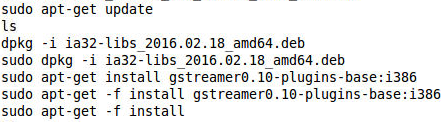 sudo apt-get update
ls
dpkg -i ia32-libs_2016.02.18_amd64.deb
sudo dpkg -i ia32-libs_2016.02.18_amd64.deb
sudo apt-get install gstreamer0.10-plugins-base:i386
sudo apt-get -f install gstreamer0.10-plugins-base:i386
sudo apt-get -f install